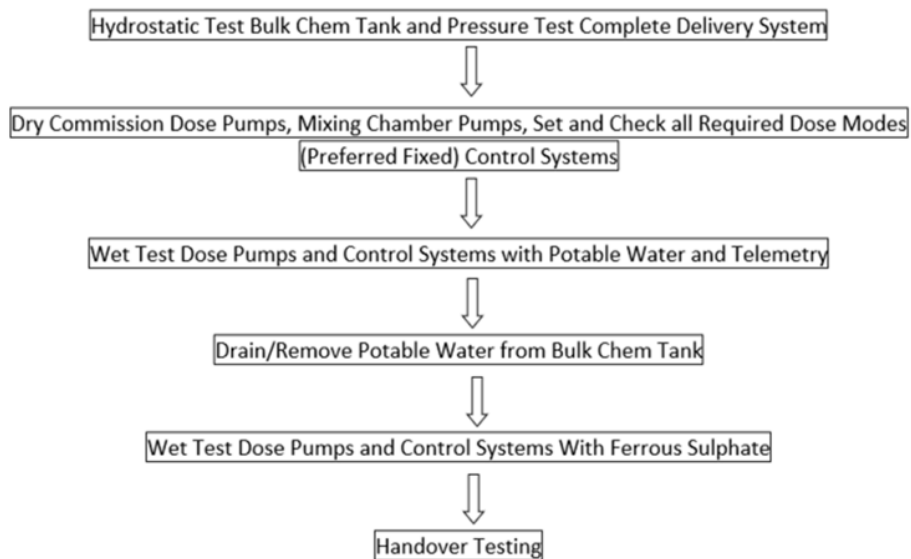 Hydrostatic Test Bulk Chem Tank and Pressure Test Complete Delivery System
Dry Commission Dose Pumps, Mixing Chamber Pumps, Set and Check all Required Dose Modes
(Preferred Fixed) Control Systems
Wet Test Dose Pumps and Control Systems with Potable Water and Telemetry
Drain/Remove Potable Water from Bulk Chem Tank
Wet Test Dose Pumps and Control Systems With Ferrous Sulphate
Handover Testing